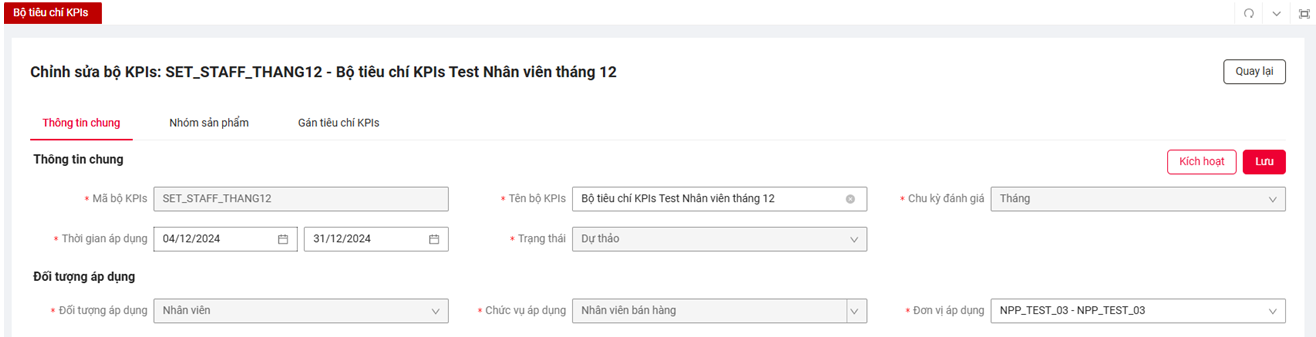 Bộ tiêu chí KPIs
Chỉnh sửa bộ KPIs: SET_STAFF_THANG12 - Bộ tiêu chí KPIs Test Nhân viên tháng 12
Quay lại
Thông tin chung Nhóm sản phẩm Gán tiêu chí KPIs
Thông tin chung
Kích hoạt Lưu
* Mã bộ KPIs SET_STAFF_THANG12 * Tên bộ KPIs Bộ tiêu chí KPIs Test Nhân viên tháng 12 * Chu kỳ đánh giá Tháng
* Thời gian áp dụng 04/12/2024 31/12/2024 * Trạng thái Dự thảo
Đối tượng áp dụng
* Đối tượng áp dụng Nhân viên * Chức vụ áp dụng Nhân viên bán hàng * Đơn vị áp dụng NPP_TEST_03 - NPP_TEST_03